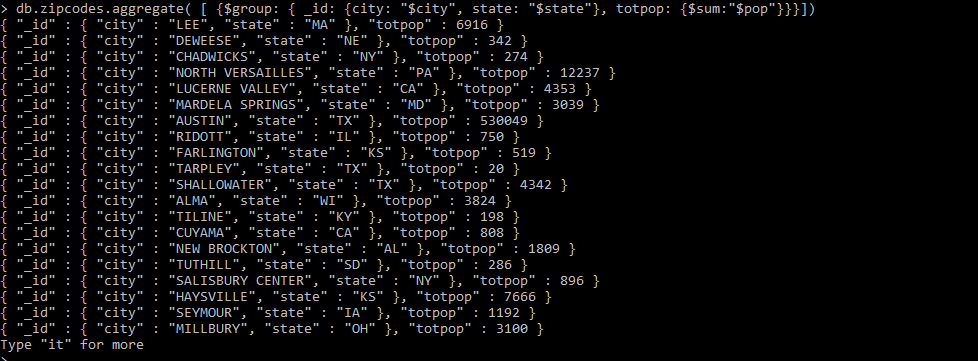 > db.zipcodes.aggregate( [ {$group: { _id: {city: "$city", state: "$state"}, totpop: {$sum:"$pop"}}}])
{ "_id" : { "city" : "LEE", "state" : "MA" }, "totpop" : 6916 }
{ "_id" : { "city" : "DEWEESE", "state" : "NE" }, "totpop" : 342 }
{ "_id" : { "city" : "CHADWICKS", "state" : "NY" }, "totpop" : 274 }
{ "_id" : { "city" : "NORTH VERSAILLES", "state" : "PA" }, "totpop" : 12237 }
{ "_id" : { "city" : "LUCERNE VALLEY", "state" : "CA" }, "totpop" : 4353 }
{ "_id" : { "city" : "MARDELA SPRINGS", "state" : "MD" }, "totpop" : 3039 }
{ "_id" : { "city" : "AUSTIN", "state" : "TX" }, "totpop" : 530049 }
{ "_id" : { "city" : "RIDOTT", "state" : "IL" }, "totpop" : 750 }
{ "_id" : { "city" : "FARLINGTON", "state" : "KS" }, "totpop" : 519 }
{ "_id" : { "city" : "TARPLEY", "state" : "TX" }, "totpop" : 20 }
{ "_id" : { "city" : "SHALLOWATER", "state" : "TX" }, "totpop" : 4342 }
{ "_id" : { "city" : "ALMA", "state" : "WI" }, "totpop" : 3824 }
{ "_id" : { "city" : "TILINE", "state" : "KY" }, "totpop" : 198 }
{ "_id" : { "city" : "CUYAMA", "state" : "CA" }, "totpop" : 808 }
{ "_id" : { "city" : "NEW BROCKTON", "state" : "AL" }, "totpop" : 1809 }
{ "_id" : { "city" : "TUTHILL", "state" : "SD" }, "totpop" : 286 }
{ "_id" : { "city" : "SALISBURY CENTER", "state" : "NY" }, "totpop" : 896 }
{ "_id" : { "city" : "HAYSVILLE", "state" : "KS" }, "totpop" : 7666 }
{ "_id" : { "city" : "SEYMOUR", "state" : "IA" }, "totpop" : 1192 }
{ "_id" : { "city" : "MILLBURY", "state" : "OH" }, "totpop" : 3100 }
Type "it" for more
>